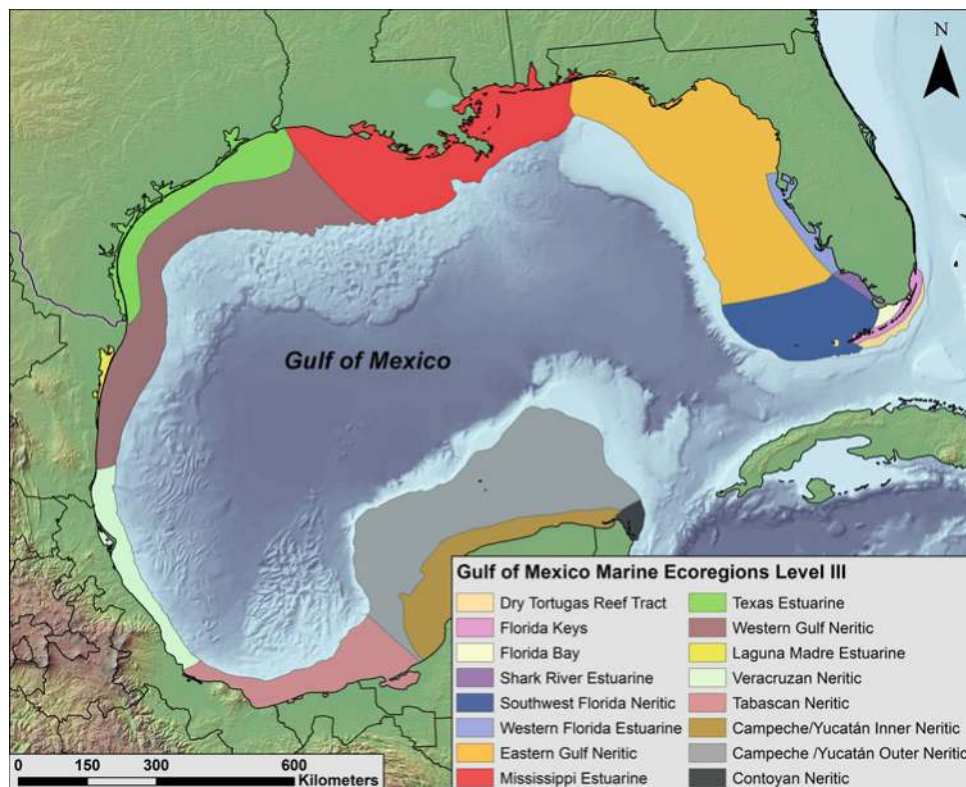 N
Gulf of Mexico
Gulf of Mexico Marine Ecoregions Level III
Dry Tortugas Reef Tract
Florida Keys
Florida Bay
Shark River Estuarine
Southwest Florida Neritic
Western Florida Estuarine
Eastern Gulf Neritic
Mississippi Estuarine
Texas Estuarine
Western Gulf Neritic
Laguna Madre Estuarine
Veracruzan Neritic
Tabascan Neritic
Campeche/Yucatán Inner Neritic
Campeche /Yucatán Outer Neritic
Contoyan Neritic
0 150 300 600
Kilometers